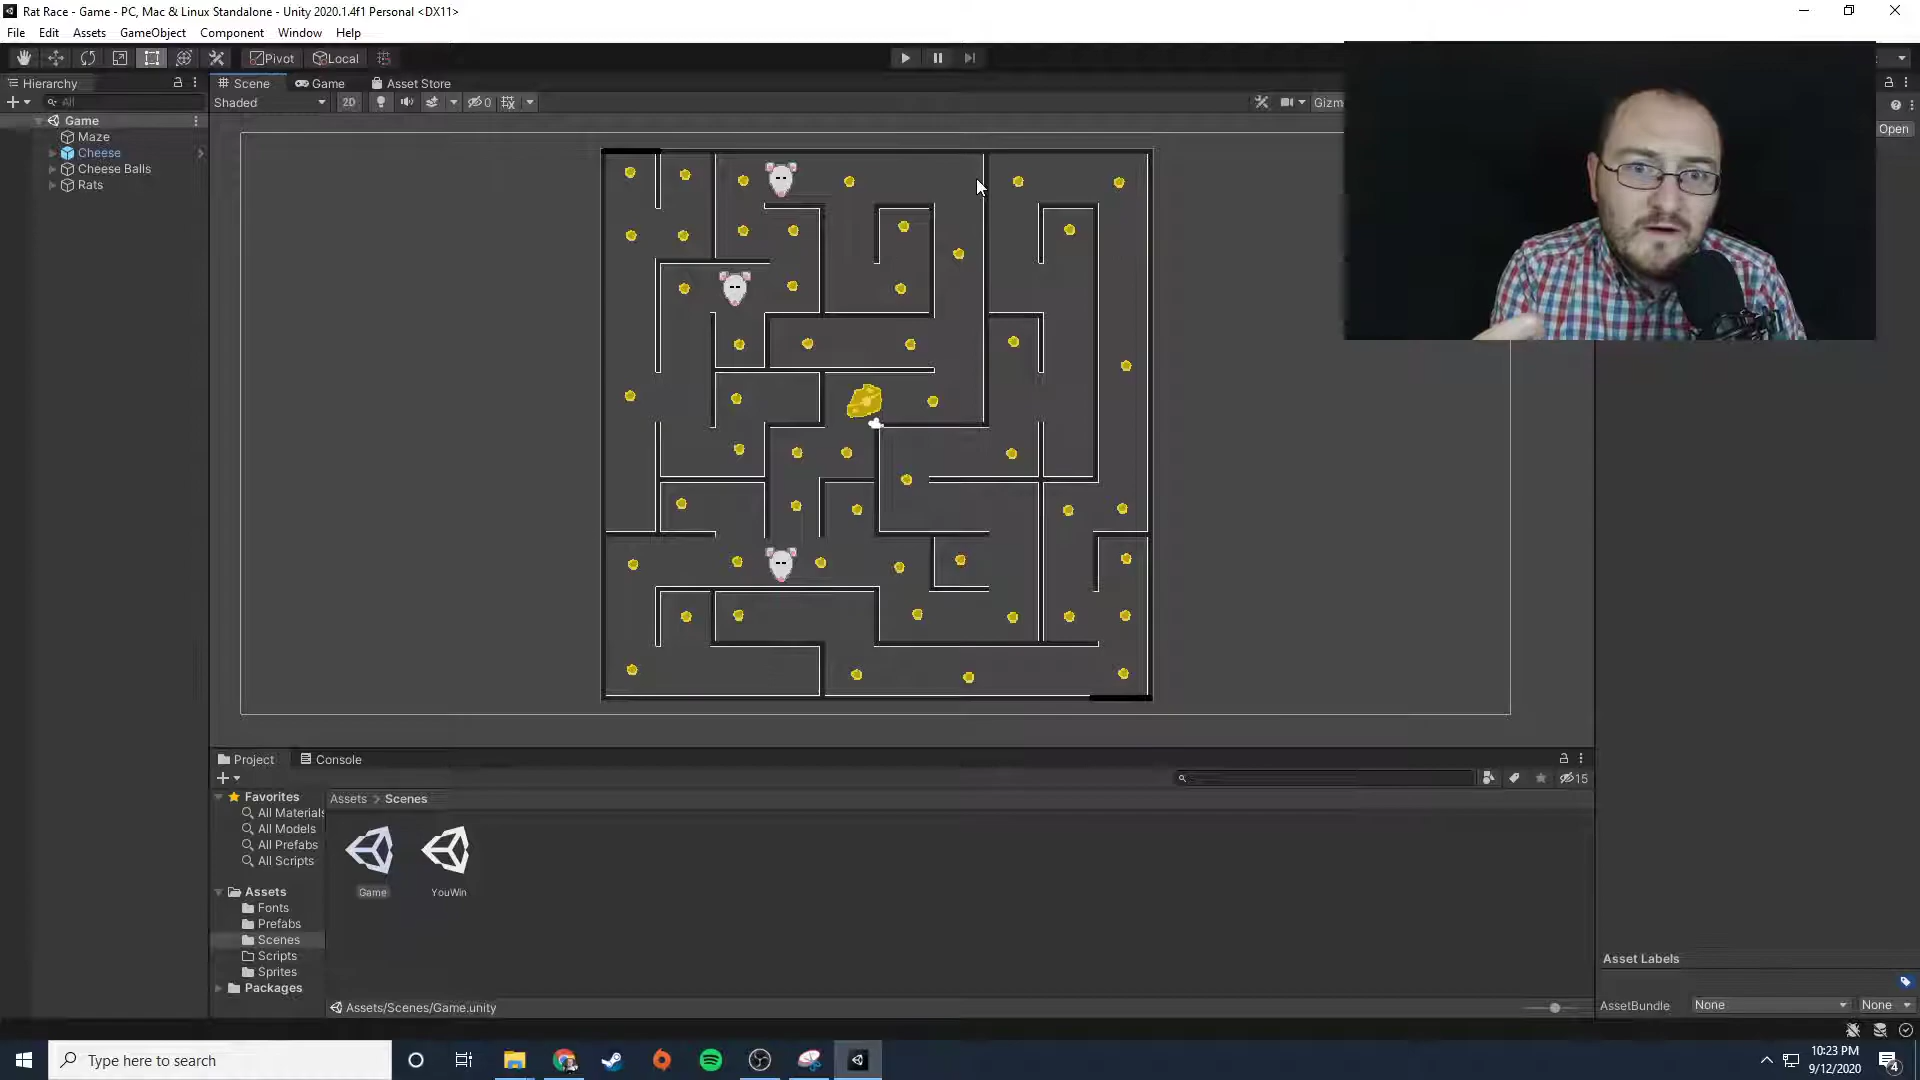 Rat Race - Game - PC, Mac & Linux Standalone - Unity 2020.1.4f1 Personal <DX11>
File Edit Assets GameObject Component Window Help
Pivot Local
Hierarchy
Scene Game Asset Store
All
Shaded 2D 0 Gizm
Game
Maze
Cheese
Cheese Balls
Rats
Open
Project Console
15
Favorites
All Materials
All Models
All Prefabs
All Scripts
Assets
Fonts
Prefabs
Scenes
Scripts
Sprites
Packages
Assets > Scenes
Game YouWin
Assets/Scenes/Game.unity
Asset Labels
AssetBundle None None
Type here to search
10:23 PM
9/12/2020
4